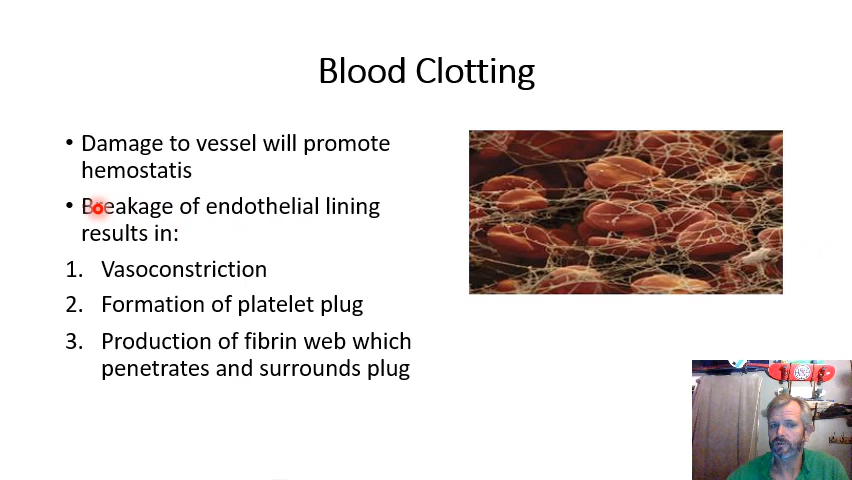 Blood Clotting
• Damage to vessel will promote
hemostatis
• Breakage of endothelial lining
results in:
1. Vasoconstriction
2. Formation of platelet plug
3. Production of fibrin web which
penetrates and surrounds plug